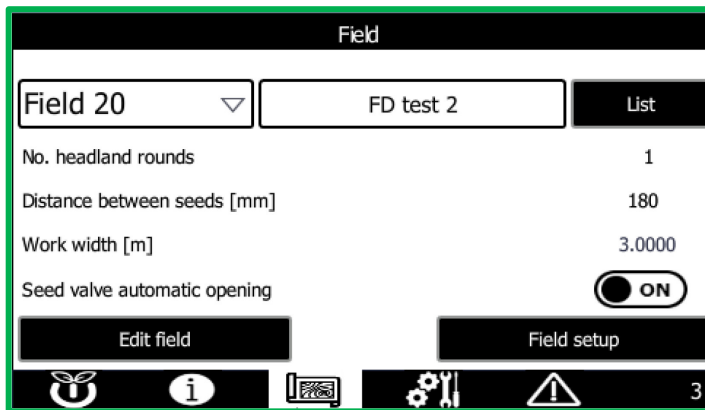 Field
Field 20 FD test 2 List
No. headland rounds 1
Distance between seeds [mm] 180
Work width [m] 3.0000
Seed valve automatic opening ON
Edit field Field setup
3